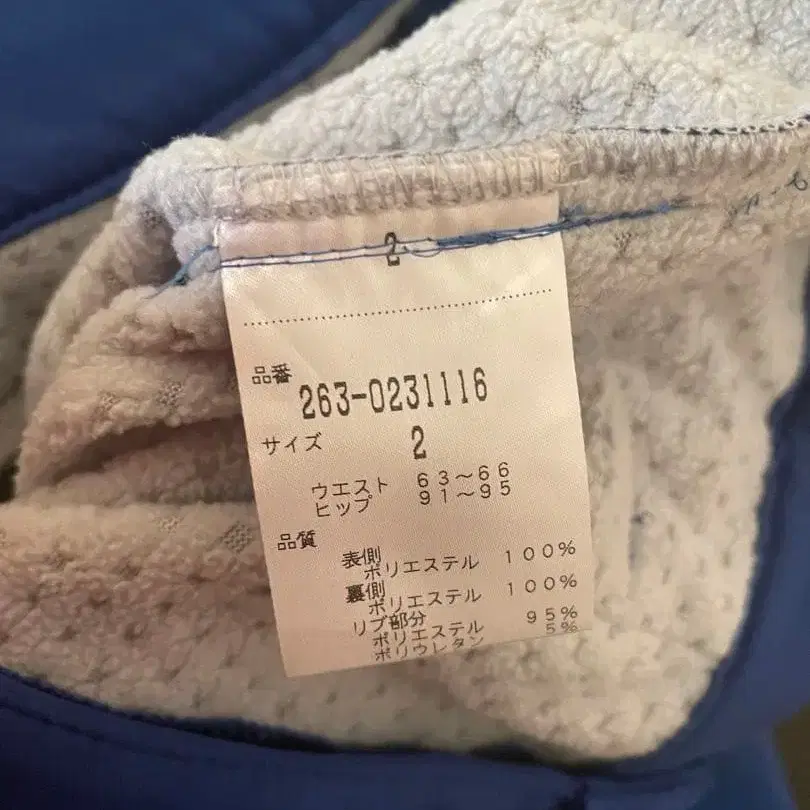 2
品番
263-0231116
サイズ 2
ウエスト 63~66
ヒップ 91~95
品質
表側
ポリエステル 100%
裏側
ポリエステル 100%
リブ部分
ポリエステル 95%
ポリウレタン 5%